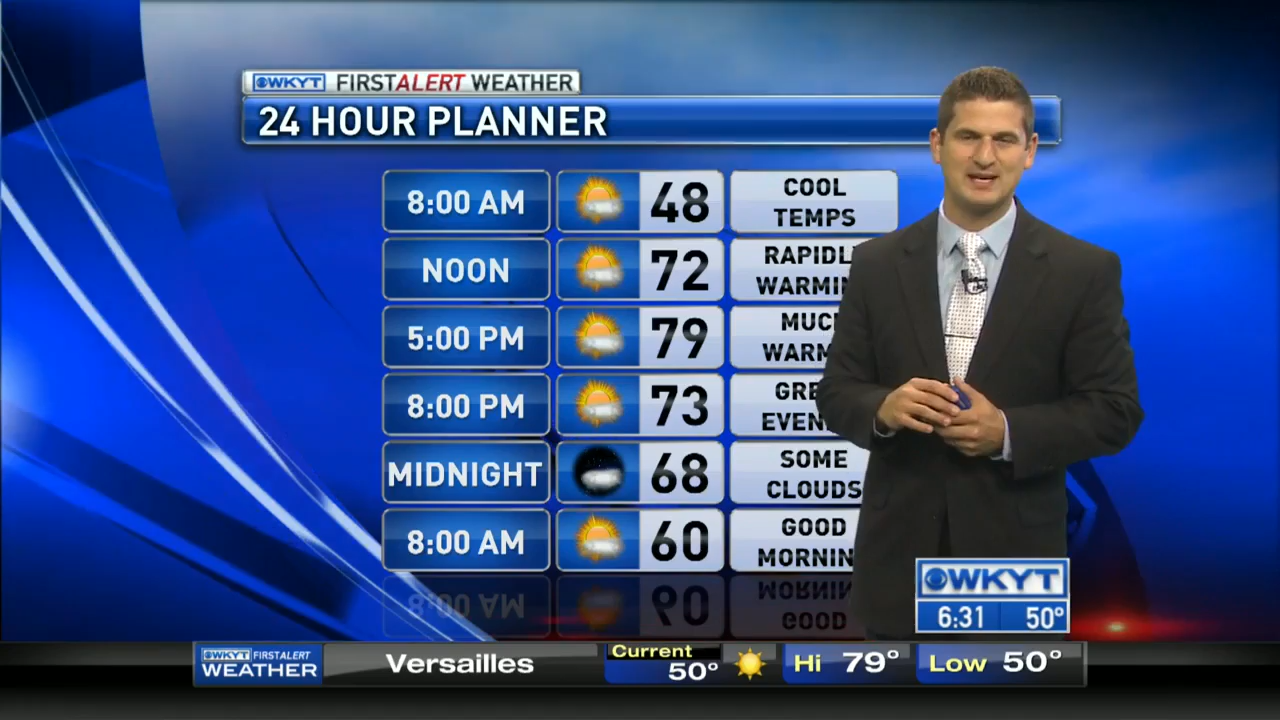 WKYT FIRSTALERT WEATHER
24 HOUR PLANNER
8:00 AM 48 COOL
TEMPS
NOON 72
5:00 PM 79
8:00 PM 73
MIDNIGHT 68 SOME
CLOUDS
8:00 AM 60 GOOD
WKYT
6:31 50°
WKYT FIRSTALERT
WEATHER
Versailles
Current
50°
Hi 79°
Low 50°